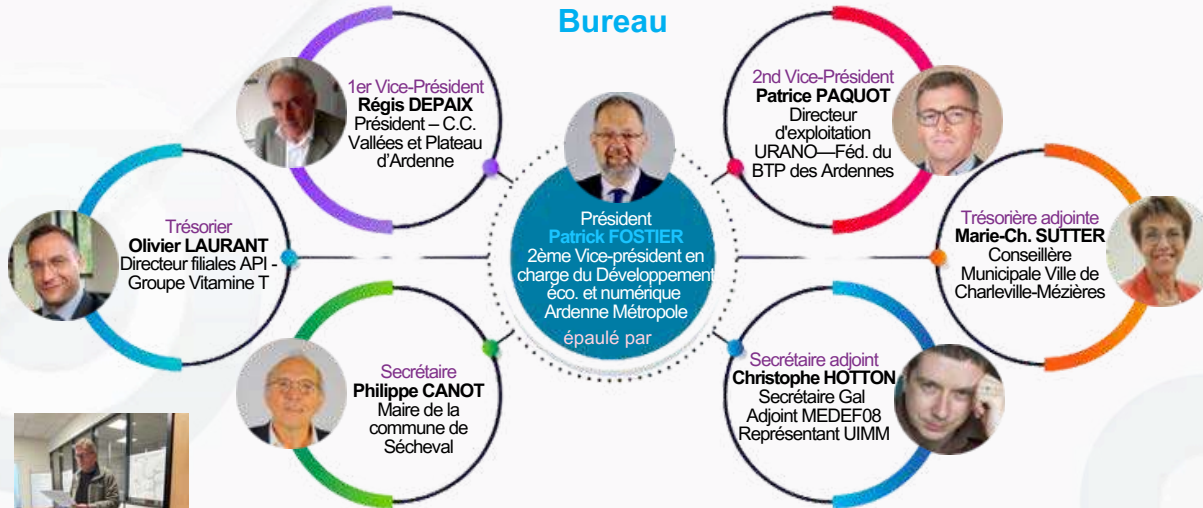 Bureau
1er Vice-Président
Régis DEPAIX
Président – C.C.
Vallées et Plateau
d'Ardenne
2nd Vice-Président
Patrice PAQUOT
Directeur
d'exploitation
URANO—Féd. du
BTP des Ardennes
Trésorier
Olivier LAURANT
Directeur filiales API -
Groupe Vitamine T
Président
Patrick FOSTIER
2ème Vice-président en
charge du Développement
éco. et numérique
Ardenne Métropole
épaulé par
Trésorière adjointe
Marie-Ch. SUTTER
Conseillère
Municipale Ville de
Charleville-Mézières
Secrétaire
Philippe CANOT
Maire de la
commune de
Sécheval
Secrétaire adjoint
Christophe HOTTON
Secrétaire Gal
Adjoint MEDEF08
Représentant UIMM